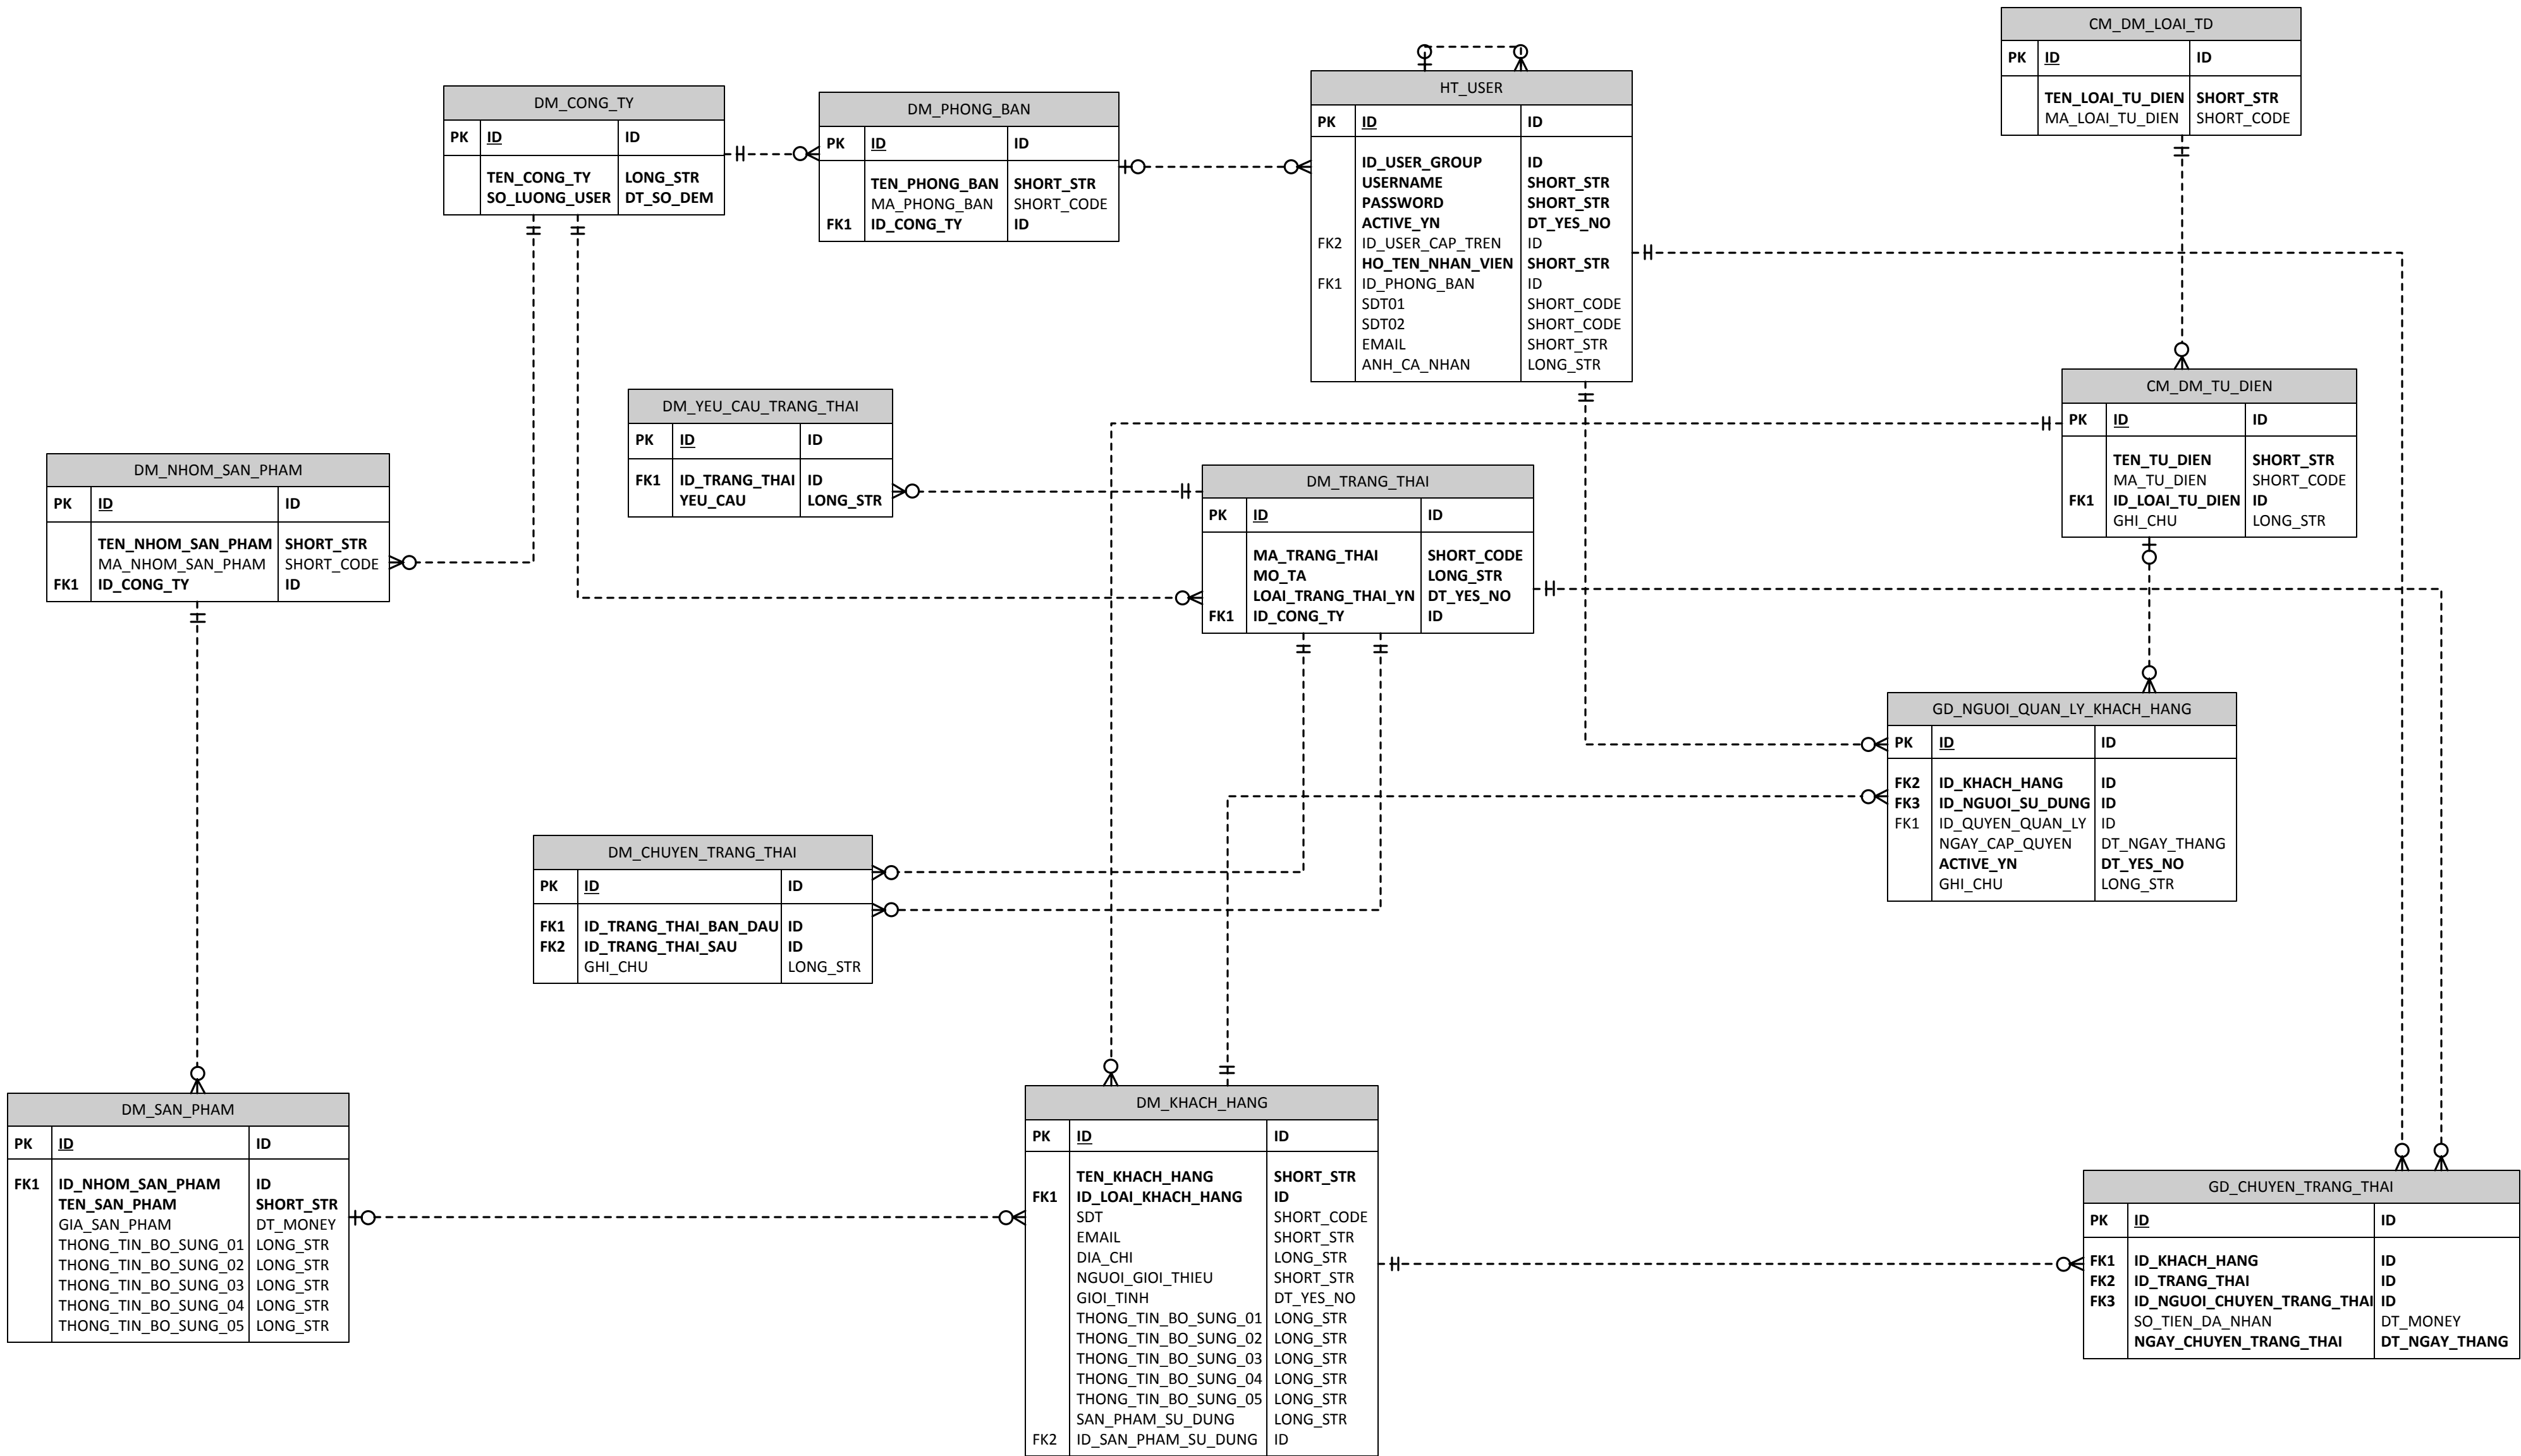 CM_DM_LOAI_TD
PK ID ID
TEN_LOAI_TU_DIEN SHORT_STR
MA_LOAI_TU_DIEN SHORT_CODE
HT_USER
PK ID ID
ID_USER_GROUP ID
USERNAME SHORT_STR
PASSWORD SHORT_STR
ACTIVE_YN DT_YES_NO
FK2 ID_USER_CAP_TREN ID
HO_TEN_NHAN_VIEN SHORT_STR
FK1 ID_PHONG_BAN ID
SDT01 SHORT_CODE
SDT02 SHORT_CODE
EMAIL SHORT_STR
ANH_CA_NHAN LONG_STR
DM_CONG_TY
PK ID ID
TEN_CONG_TY LONG_STR
SO_LUONG_USER DT_SO_DEM
DM_PHONG_BAN
PK ID ID
TEN_PHONG_BAN SHORT_STR
MA_PHONG_BAN SHORT_CODE
FK1 ID_CONG_TY ID
CM_DM_TU_DIEN
PK ID ID
TEN_TU_DIEN SHORT_STR
MA_TU_DIEN SHORT_CODE
FK1 ID_LOAI_TU_DIEN ID
GHI_CHU LONG_STR
DM_YEU_CAU_TRANG_THAI
PK ID ID
FK1 ID_TRANG_THAI ID
YEU_CAU LONG_STR
DM_NHOM_SAN_PHAM
PK ID ID
TEN_NHOM_SAN_PHAM SHORT_STR
MA_NHOM_SAN_PHAM SHORT_CODE
FK1 ID_CONG_TY ID
DM_TRANG_THAI
PK ID ID
MA_TRANG_THAI SHORT_CODE
MO_TA LONG_STR
LOAI_TRANG_THAI_YN DT_YES_NO
FK1 ID_CONG_TY ID
GD_NGUOI_QUAN_LY_KHACH_HANG
PK ID ID
FK2 ID_KHACH_HANG ID
FK3 ID_NGUOI_SU_DUNG ID
FK1 ID_QUYEN_QUAN_LY ID
NGAY_CAP_QUYEN DT_NGAY_THANG
ACTIVE_YN DT_YES_NO
GHI_CHU LONG_STR
DM_CHUYEN_TRANG_THAI
PK ID ID
FK1 ID_TRANG_THAI_BAN_DAU ID
FK2 ID_TRANG_THAI_SAU ID
GHI_CHU LONG_STR
DM_SAN_PHAM
PK ID ID
FK1 ID_NHOM_SAN_PHAM ID
TEN_SAN_PHAM SHORT_STR
GIA_SAN_PHAM DT_MONEY
THONG_TIN_BO_SUNG_01 LONG_STR
THONG_TIN_BO_SUNG_02 LONG_STR
THONG_TIN_BO_SUNG_03 LONG_STR
THONG_TIN_BO_SUNG_04 LONG_STR
THONG_TIN_BO_SUNG_05 LONG_STR
DM_KHACH_HANG
PK ID ID
TEN_KHACH_HANG SHORT_STR
FK1 ID_LOAI_KHACH_HANG ID
SDT SHORT_CODE
EMAIL SHORT_STR
DIA_CHI LONG_STR
NGUOI_GIOI_THIEU SHORT_STR
GIOI_TINH DT_YES_NO
THONG_TIN_BO_SUNG_01 LONG_STR
THONG_TIN_BO_SUNG_02 LONG_STR
THONG_TIN_BO_SUNG_03 LONG_STR
THONG_TIN_BO_SUNG_04 LONG_STR
THONG_TIN_BO_SUNG_05 LONG_STR
SAN_PHAM_SU_DUNG LONG_STR
FK2 ID_SAN_PHAM_SU_DUNG ID
GD_CHUYEN_TRANG_THAI
PK ID ID
FK1 ID_KHACH_HANG ID
FK2 ID_TRANG_THAI ID
FK3 ID_NGUOI_CHUYEN_TRANG_THAI ID
SO_TIEN_DA_NHAN DT_MONEY
NGAY_CHUYEN_TRANG_THAI DT_NGAY_THANG